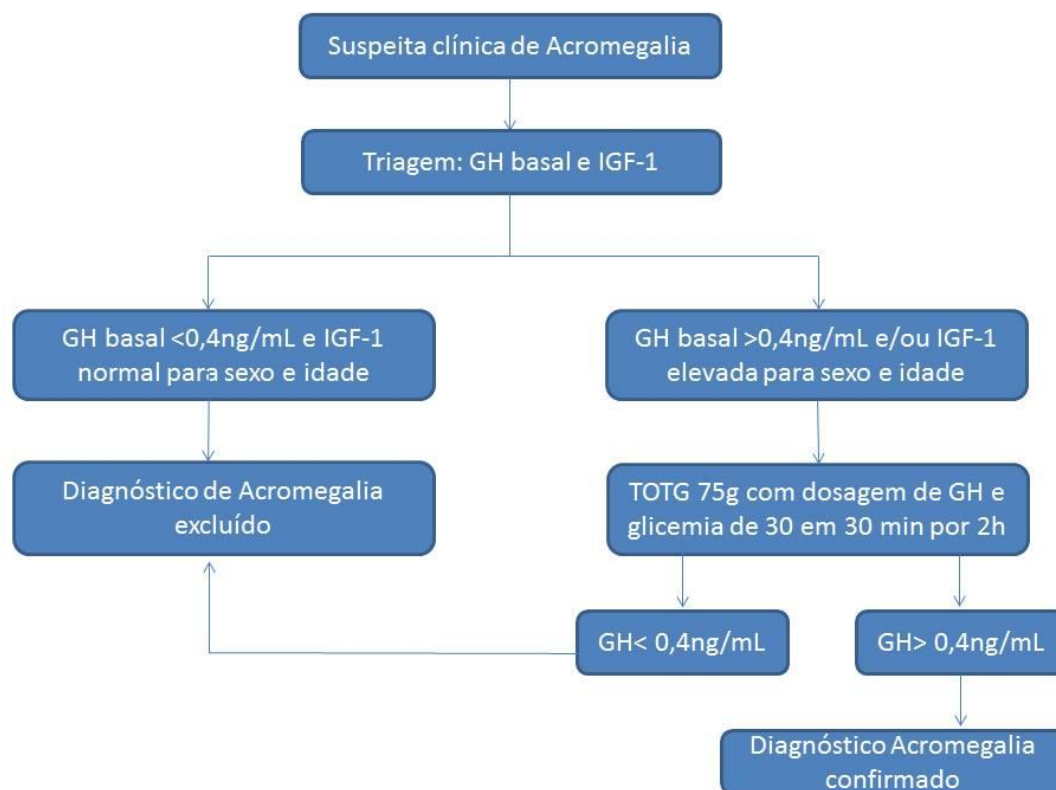 Suspeita clínica de Acromegalia
Triagem: GH basal e IGF-1
GH basal <0,4ng/mL e IGF-1
normal para sexo e idade
GH basal >0,4ng/mL e/ou IGF-1
elevada para sexo e idade
Diagnóstico de Acromegalia
excluído
TOTG 75g com dosagem de GH e
glicemia de 30 em 30 min por 2h
GH< 0,4ng/mL
GH> 0,4ng/mL
Diagnóstico Acromegalia
confirmado